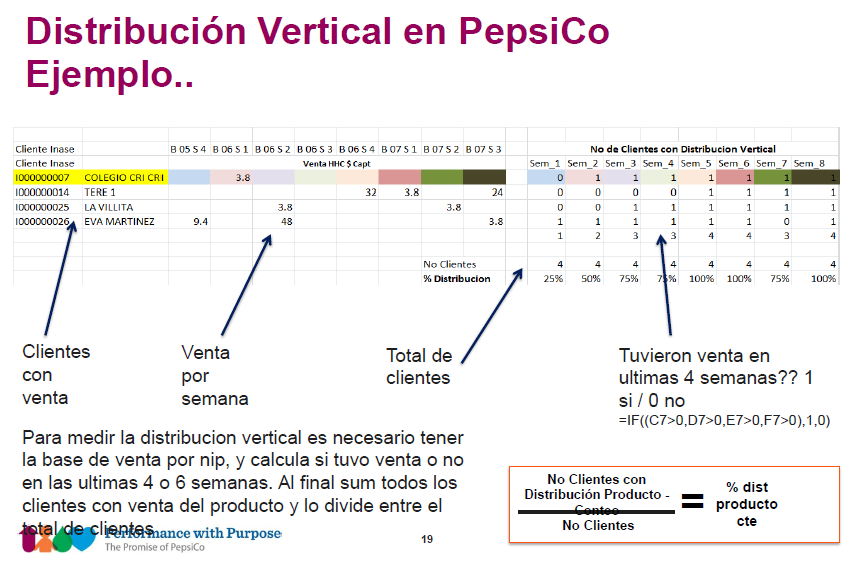 Distribución Vertical en PepsiCo
Ejemplo..
Cliente Inase B 05 S 4 B 06 S 1 B 06 S 2 B 06 S 3 B 06 S 4 B 07 S 1 B 07 S 2 B 07 S 3 No de Clientes con Distribucion Vertical
Cliente Inase Venta HHC $ Capt Sem_1 Sem_2 Sem_3 Sem_4 Sem_5 Sem_6 Sem_7 Sem_8
I000000007 COLEGIO CRI CRI 3.8 0 1 1 1 1 1 1 1
I000000014 TERE 1 32 3.8 24 0 0 0 0 1 1 1 1
I000000025 LA VILLITA 3.8 3.8 0 0 1 1 1 1 1 1
I000000026 EVA MARTINEZ 9.4 48 3.8 1 1 1 1 1 1 0 1
1 2 3 3 4 4 3 4
No Clientes 4 4 4 4 4 4 4 4
% Distribucion 25% 50% 75% 75% 100% 100% 75% 100%
Clientes
con
venta
Venta
por
semana
Total de
clientes
Tuvieron venta en
ultimas 4 semanas?? 1
si / 0 no
=IF((C7>0,D7>0,E7>0,F7>0),1,0)
Para medir la distribucion vertical es necesario tener
la base de venta por nip, y calcula si tuvo venta o no
en las ultimas 4 o 6 semanas. Al final sum todos los
clientes con venta del producto y lo divide entre el
total de clientes
No Clientes con
Distribución Producto -
Conteo
No Clientes
=
% dist
producto
cte
Performance with Purpose
The Promise of PepsiCo
19